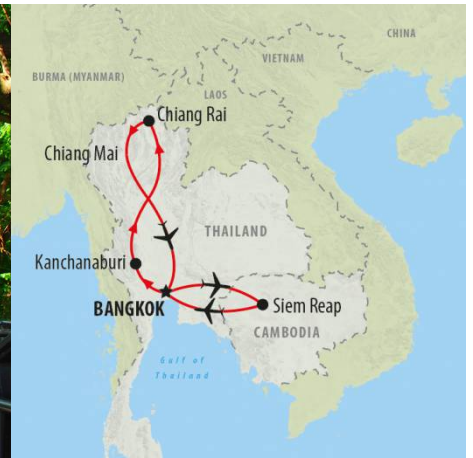 CHINA
VIETNAM
BURMA (MYANMAR)
LAOS
Chiang Rai
Chiang Mai
THAILAND
Kanchanaburi
BANGKOK
Siem Reap
CAMBODIA
Gulf of
Thailand